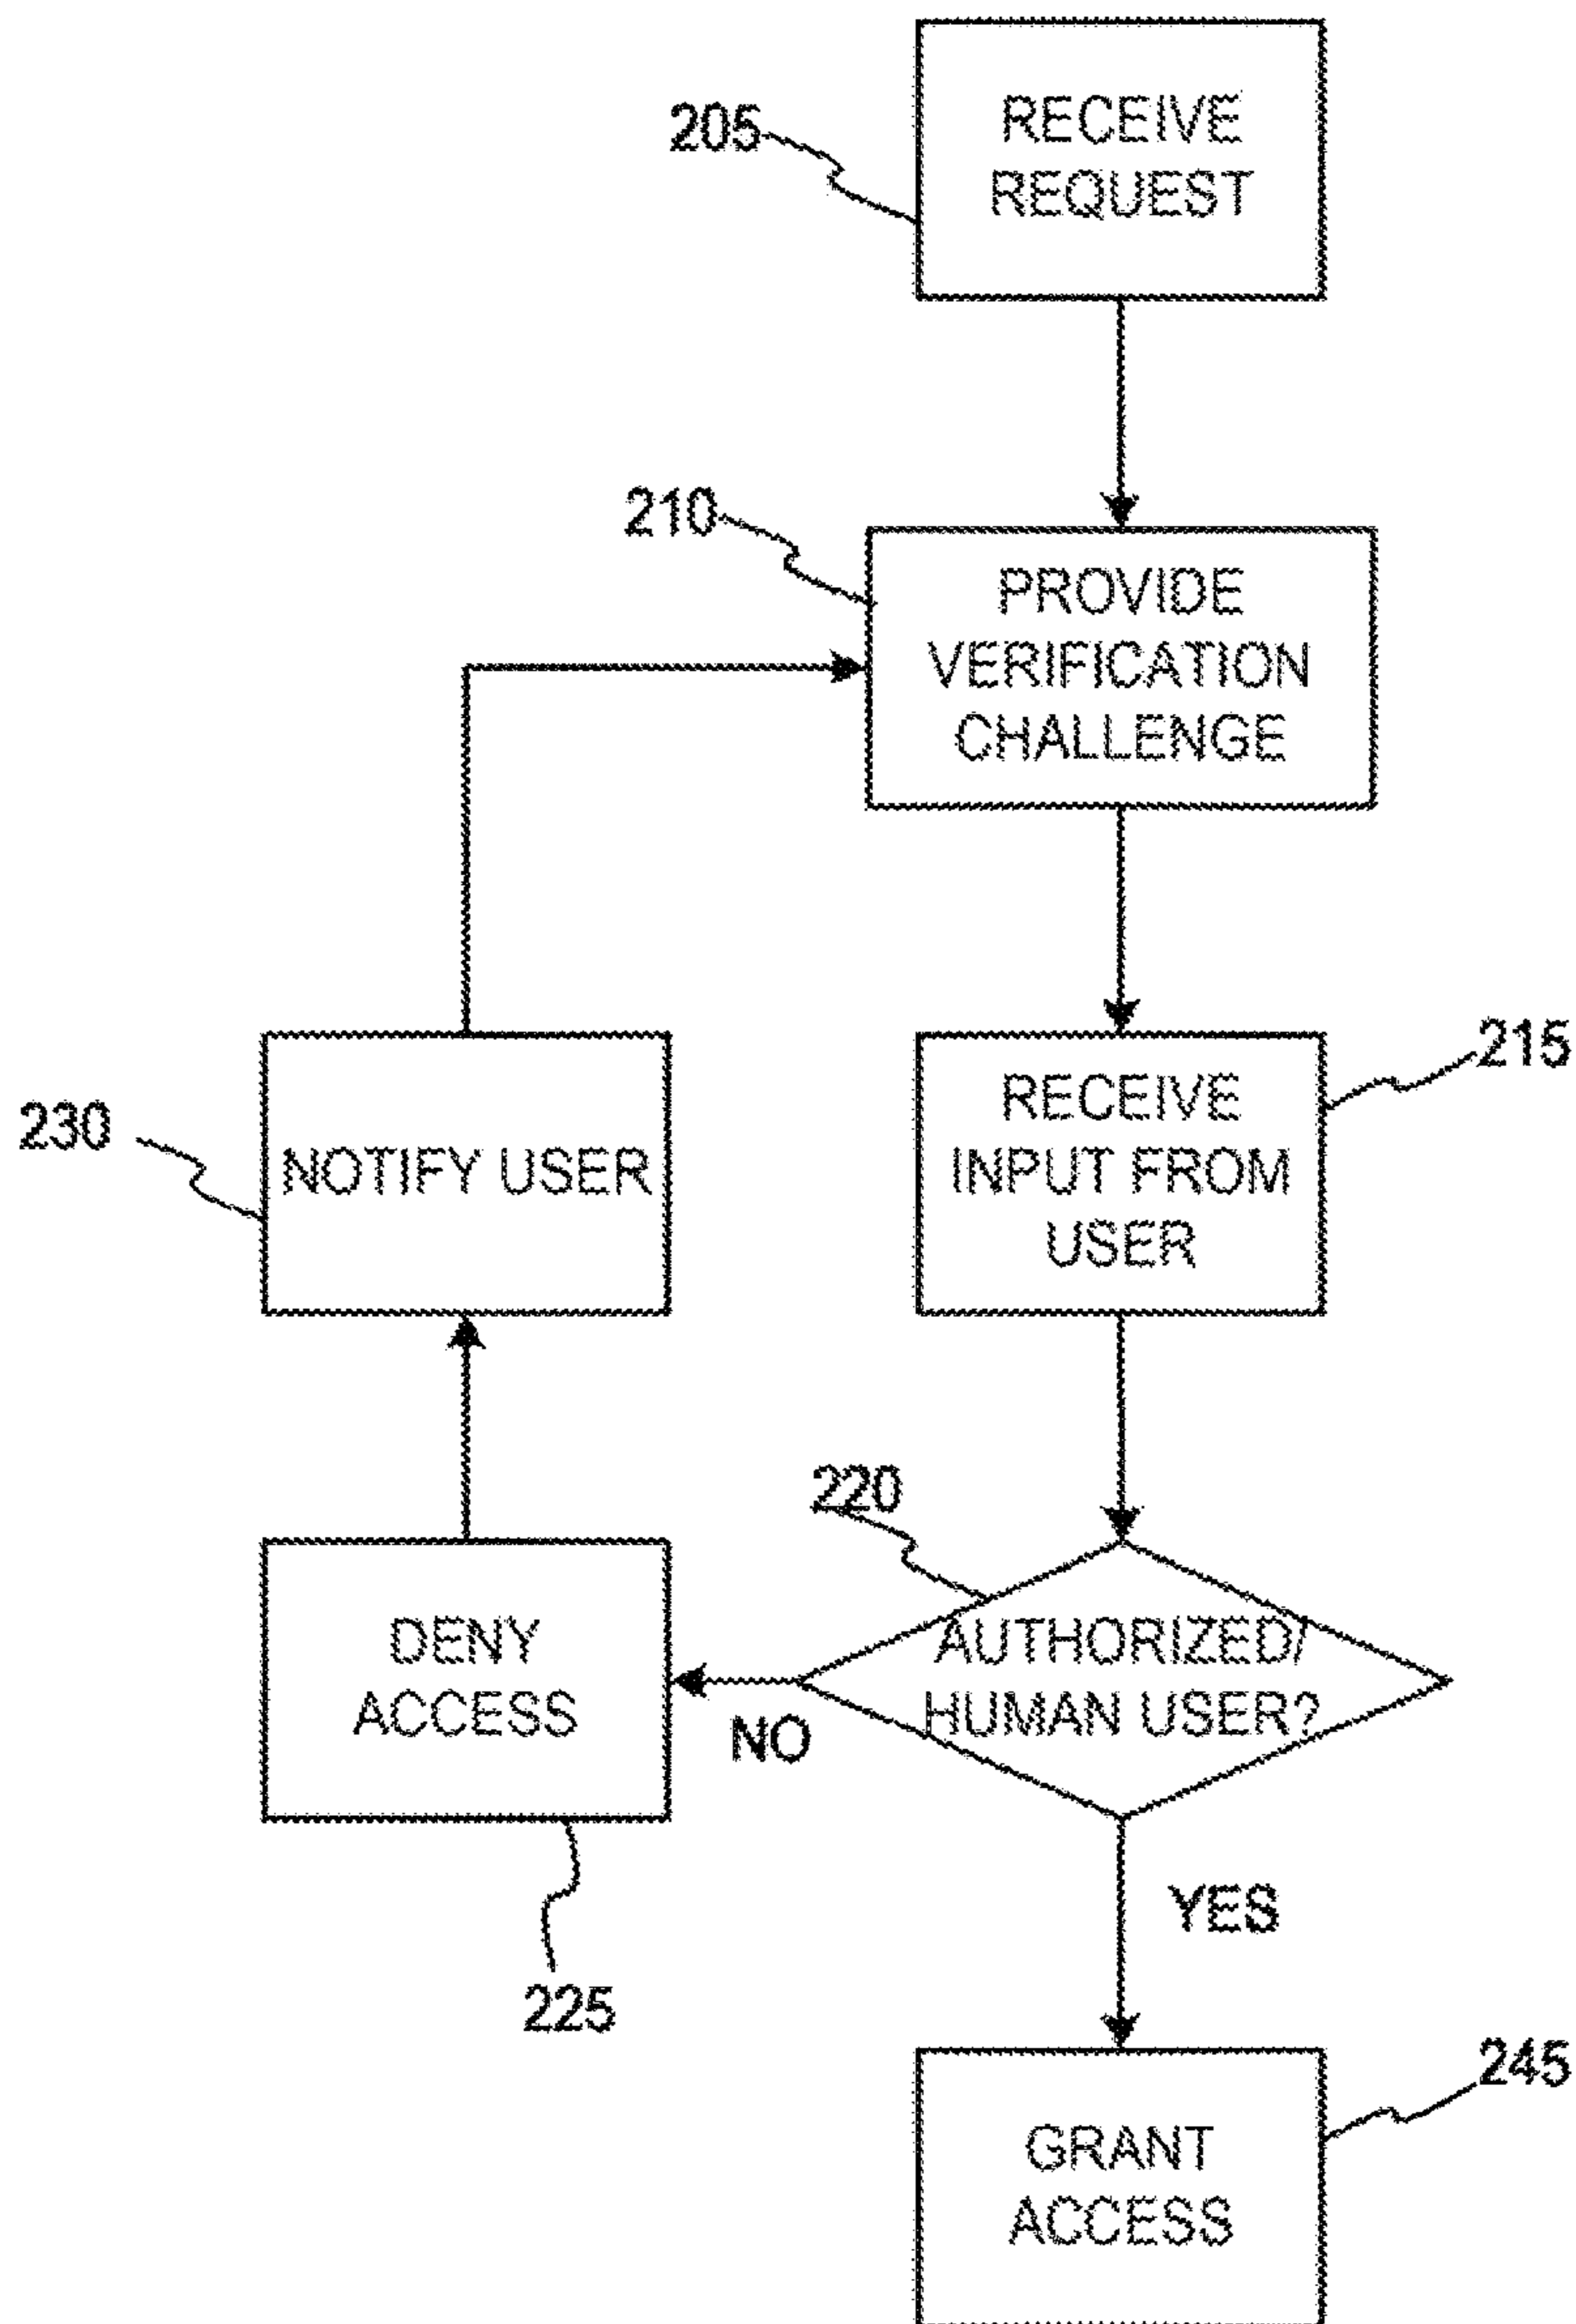 205
RECEIVE
REQUEST
210
PROVIDE
VERIFICATION
CHALLENGE
215
RECEIVE
INPUT FROM
USER
230
NOTIFY USER
220
AUTHORIZED/
HUMAN USER?
NO
DENY
ACCESS
225
YES
245
GRANT
ACCESS